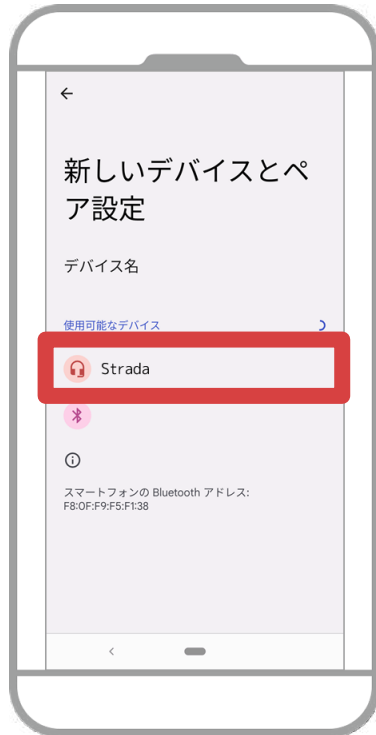 新しいデバイスとペ
ア設定
デバイス名
使用可能なデバイス
Strada
スマートフォンの Bluetooth アドレス:
F8:0F:F9:F5:F1:38